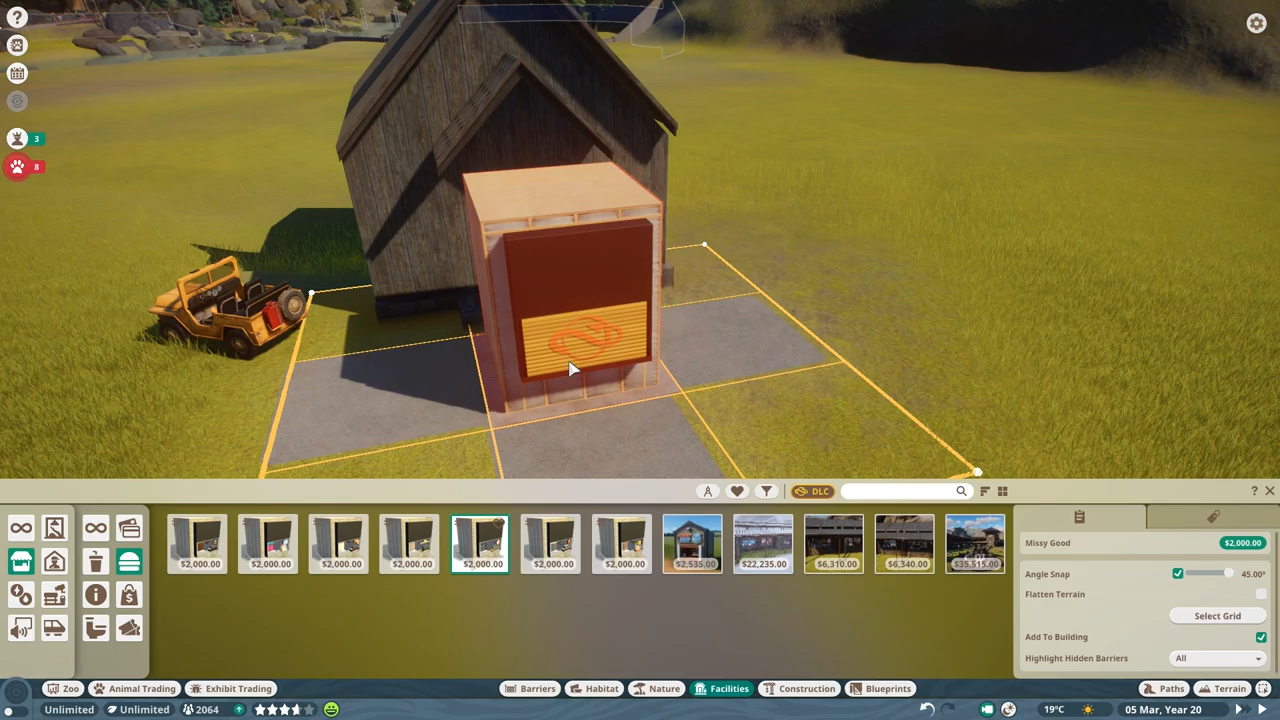 ?
3
8
DLC
?
$2,000.00 $2,000.00 $2,000.00 $2,000.00 $2,000.00 $2,000.00 $2,000.00 $2,535.00 $22,235.00 $6,310.00 $6,340.00 $35,515.00
Missy Good $2,000.00
Angle Snap 45.00°
Flatten Terrain
Select Grid
Add To Building
Highlight Hidden Barriers All
Zoo Animal Trading Exhibit Trading Barriers Habitat Nature Facilities Construction Blueprints Paths Terrain
Unlimited Unlimited 2064 19°C 05 Mar, Year 20